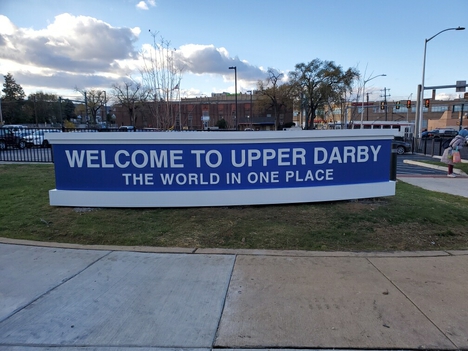 WELCOME TO UPPER DARBY
THE WORLD IN ONE PLACE